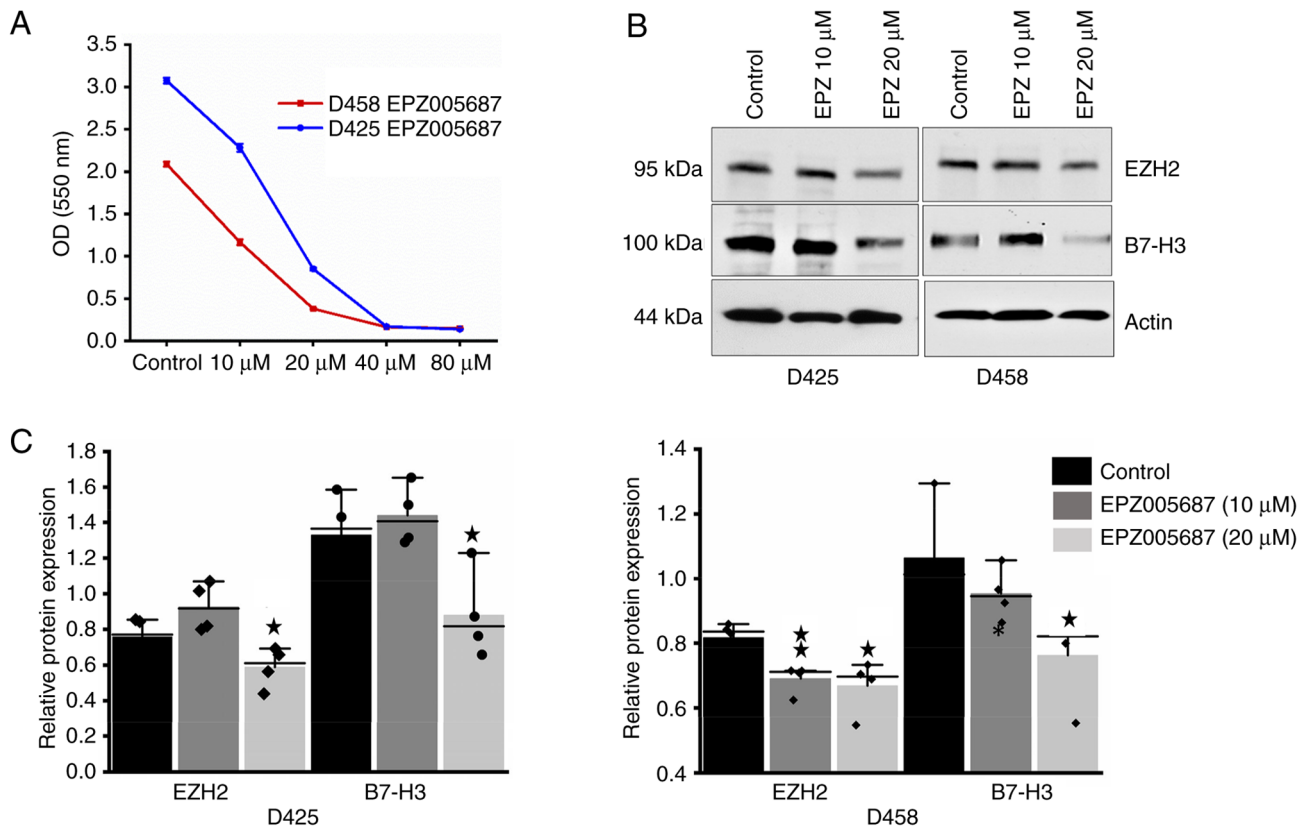 A
3.5
3.0
2.5
2.0
1.5
1.0
0.5
0.0
OD (550 nm)
D458 EPZ005687
D425 EPZ005687
Control 10 µM 20 µM 40 µM 80 µM
B
Control
EPZ 10 µM
EPZ 20 µM
Control
EPZ 10 µM
EPZ 20 µM
95 kDa
EZH2
100 kDa
B7-H3
44 kDa
Actin
D425
D458
C
1.8
1.6
1.4
1.2
1.0
0.8
0.6
0.4
0.2
0.0
Relative protein expression
EZH2
B7-H3
D425
1.4
1.2
1.0
0.8
0.6
0.4
Relative protein expression
*
EZH2
B7-H3
D458
Control
EPZ005687 (10 µM)
EPZ005687 (20 µM)